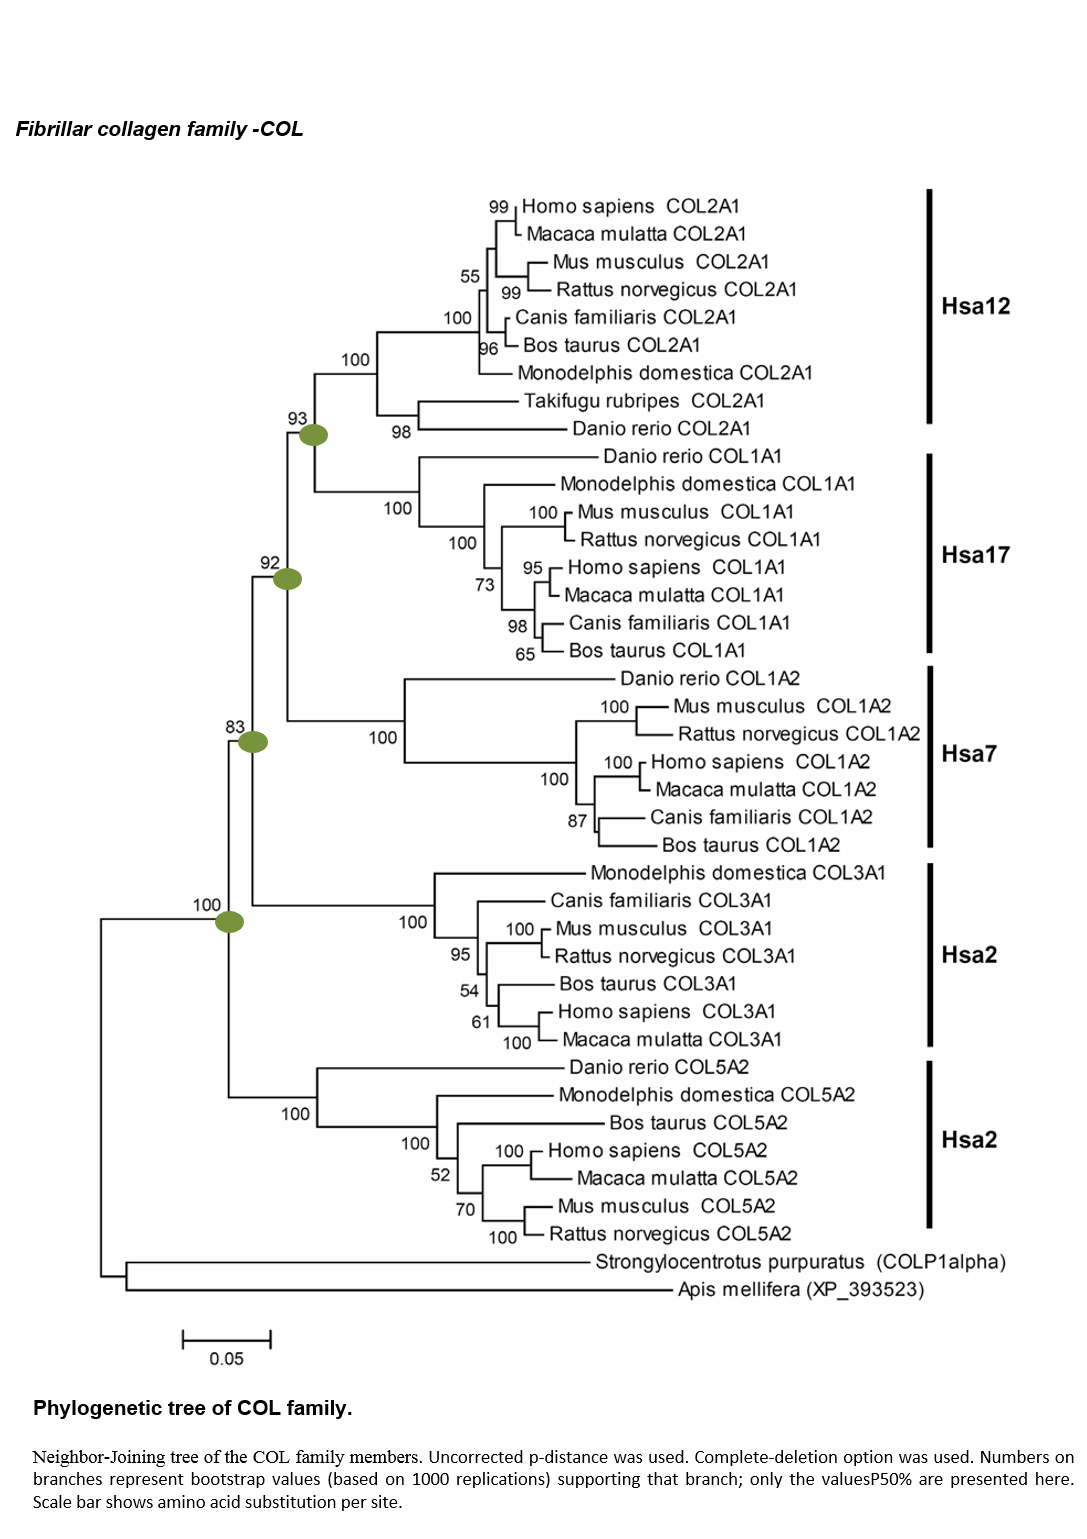 Fibrillar collagen family -COL
99 Homo sapiens COL2A1
Macaca mulatta COL2A1
Mus musculus COL2A1
55
99 Rattus norvegicus COL2A1
Hsa12
100 Canis familiaris COL2A1
96 Bos taurus COL2A1
100
Monodelphis domestica COL2A1
Takifugu rubripes COL2A1
93
98 Danio rerio COL2A1
Danio rerio COL1A1
Monodelphis domestica COL1A1
100
100 Mus musculus COL1A1
100 Rattus norvegicus COL1A1
Hsa17
92
95 Homo sapiens COL1A1
73
Macaca mulatta COL1A1
98 Canis familiaris COL1A1
65 Bos taurus COL1A1
Danio rerio COL1A2
100 Mus musculus COL1A2
83
100 Rattus norvegicus COL1A2
Hsa7
100 Homo sapiens COL1A2
100
Macaca mulatta COL1A2
87 Canis familiaris COL1A2
Bos taurus COL1A2
Monodelphis domestica COL3A1
100
Canis familiaris COL3A1
100
100 Mus musculus COL3A1
95 Rattus norvegicus COL3A1
Hsa2
54 Bos taurus COL3A1
61 Homo sapiens COL3A1
100 Macaca mulatta COL3A1
Danio rerio COL5A2
Monodelphis domestica COL5A2
100
Bos taurus COL5A2
100
Hsa2
100 Homo sapiens COL5A2
52
Macaca mulatta COL5A2
70 Mus musculus COL5A2
100 Rattus norvegicus COL5A2
Strongylocentrotus purpuratus (COLP1alpha)
Apis mellifera (XP_393523)
0.05
Phylogenetic tree of COL family.
Neighbor-Joining tree of the COL family members. Uncorrected p-distance was used. Complete-deletion option was used. Numbers on
branches represent bootstrap values (based on 1000 replications) supporting that branch; only the valuesP50% are presented here.
Scale bar shows amino acid substitution per site.